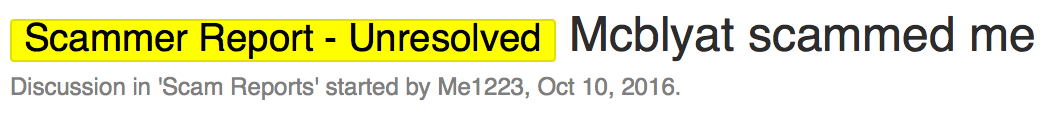 Scammer Report - Unresolved Mcblyat scammed me
Discussion in 'Scam Reports' started by Me1223, Oct 10, 2016.